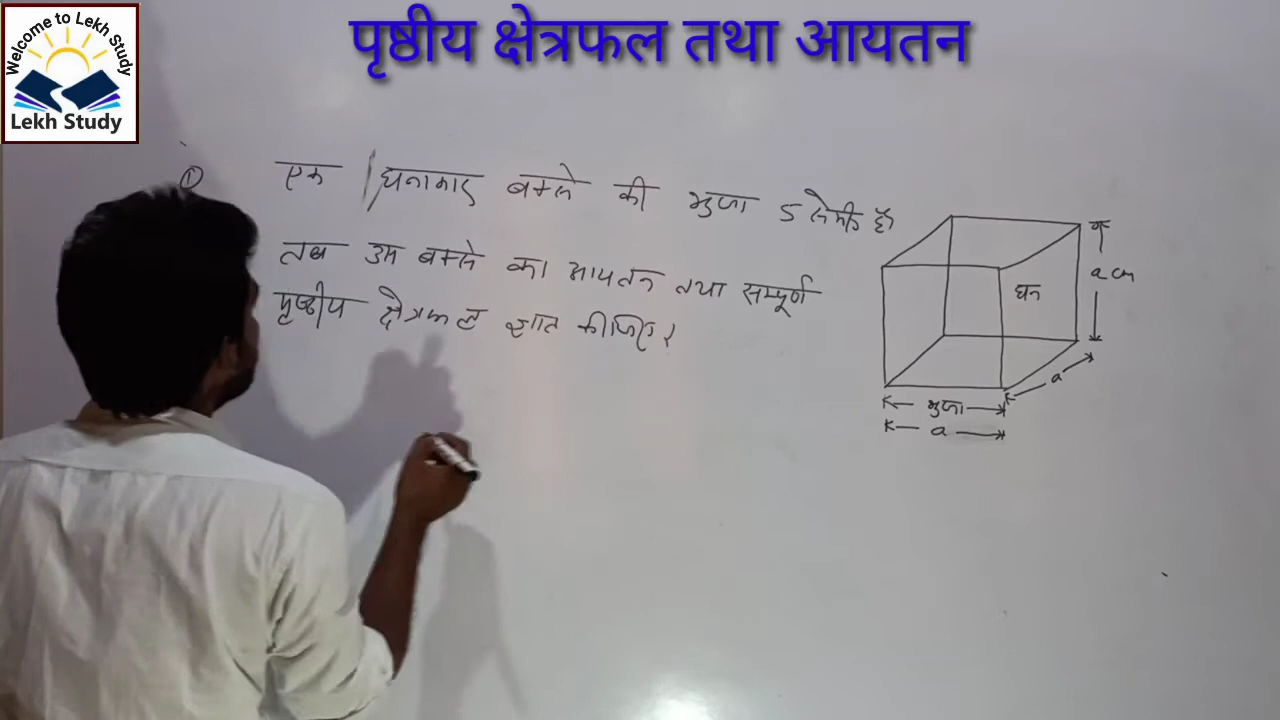 Welcome to Lekh Study
Lekh Study
पृष्ठीय क्षेत्रफल तथा आयतन
① एक घनाकार बक्से की भुजा 5 सेमी है।
तब उस बक्से का आयतन तथा सम्पूर्ण
पृष्ठीय क्षेत्रफल ज्ञात कीजिए।
घन
a cm
a
भुजा
a